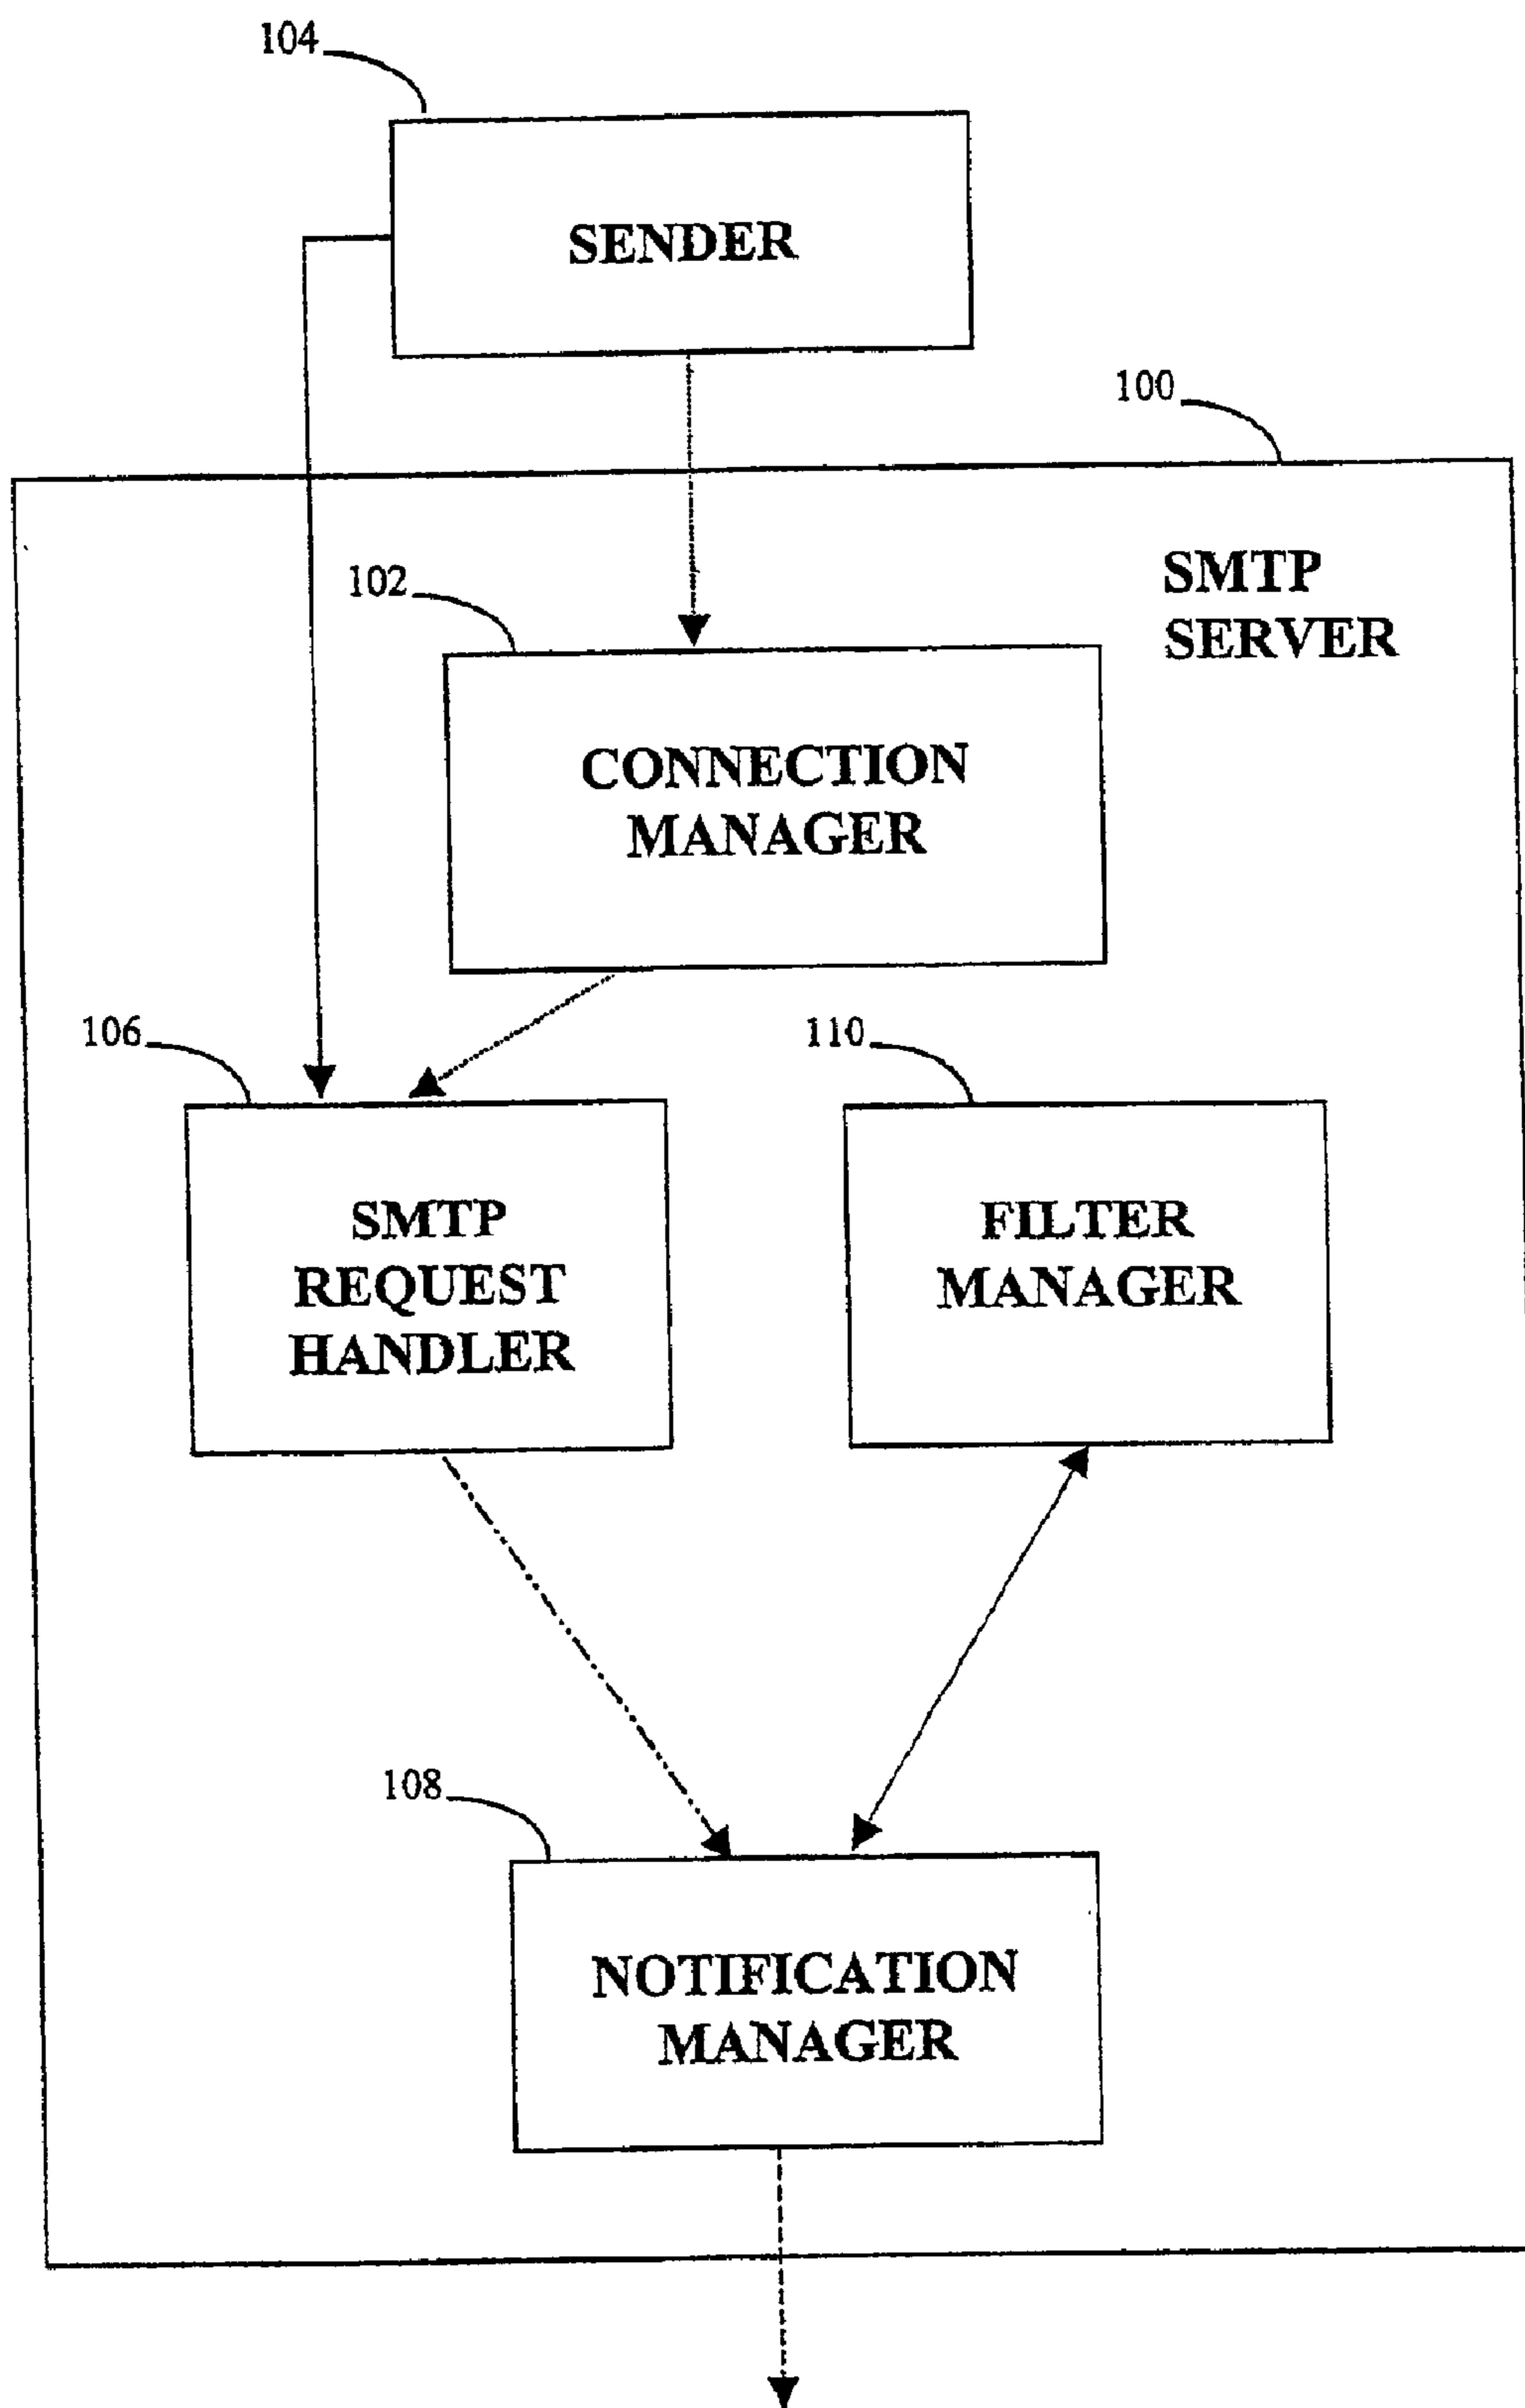 104
SENDER
100
SMTP
SERVER
102
CONNECTION
MANAGER
106
110
SMTP
REQUEST
HANDLER
FILTER
MANAGER
108
NOTIFICATION
MANAGER